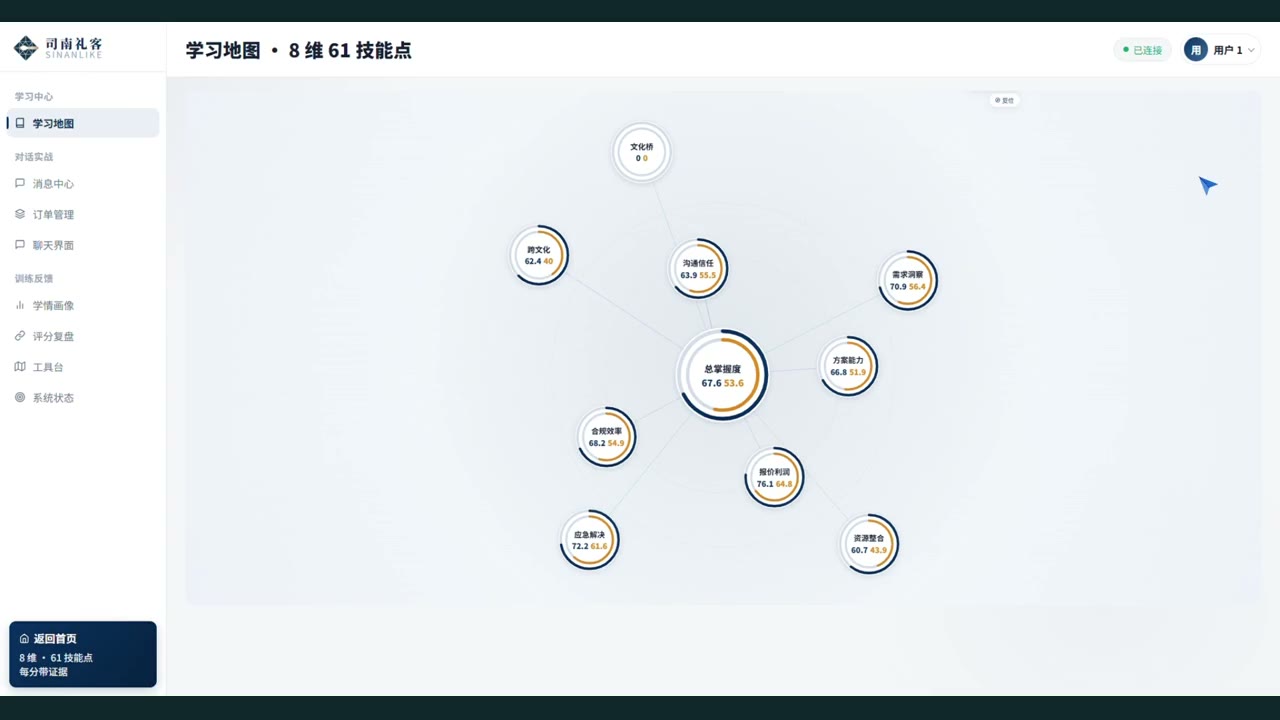 司南礼客
SINANLIKE
学习地图 · 8 维 61 技能点
已连接
用
用户 1
学习中心
学习地图
对话实战
消息中心
订单管理
聊天界面
训练反馈
学情画像
评分复盘
工具台
系统状态
返回首页
8 维 · 61 技能点
每分带证据
复位
文化桥
0 0
跨文化
62.4 40
沟通信任
63.9 55.5
需求洞察
70.9 56.4
总掌握度
67.6 53.6
方案能力
66.8 51.9
合规效率
68.2 54.9
报价利润
76.1 64.8
应急解决
72.2 61.6
资源整合
60.7 43.9